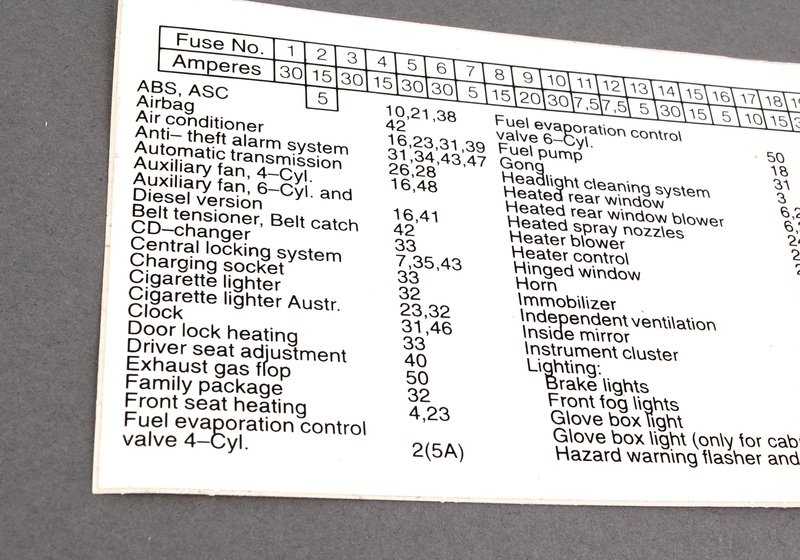 Fuse No. 1 2 3 4 5 6 7 8 9 10 11 12 13 14 15 16 17 18
Amperes 30 15 30 15 30 30 5 15 20 30 7,5 7,5 5 30 15 5 10 15
5
ABS, ASC 10,21,38
Airbag 42
Air conditioner 16,23,31,39
Anti–theft alarm system 31,34,43,47
Automatic transmission 26,28
Auxiliary fan, 4–Cyl. 16,48
Auxiliary fan, 6–Cyl. and
Diesel version 16,41
Belt tensioner, Belt catch 42
CD–changer 33
Central locking system 7,35,43
Charging socket 33
Cigarette lighter 32
Cigarette lighter Austr. 23,32
Clock 31,46
Door lock heating 33
Driver seat adjustment 40
Exhaust gas flop 50
Family package 32
Front seat heating 4,23
Fuel evaporation control
valve 4–Cyl. 2(5A)
Fuel evaporation control
valve 6–Cyl. 50
Fuel pump 18
Gong 31
Headlight cleaning system 3
Heated rear window 6,
Heated rear window blower 6,
Heated spray nozzles
Heater blower
Heater control
Hinged window
Horn
Immobilizer
Independent ventilation
Inside mirror
Instrument cluster
Lighting:
Brake lights
Front fog lights
Glove box light
Glove box light (only for cab
Hazard warning flasher and